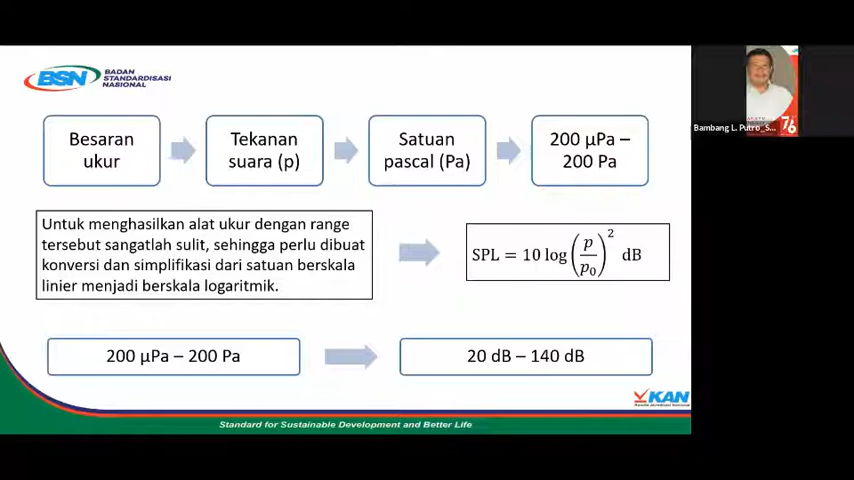 BSN
BADAN
STANDARDISASI
NASIONAL
Besaran
ukur
Tekanan
suara (p)
Satuan
pascal (Pa)
200 µPa –
200 Pa
Untuk menghasilkan alat ukur dengan range
tersebut sangatlah sulit, sehingga perlu dibuat
konversi dan simplifikasi dari satuan berskala
linier menjadi berskala logaritmik.
SPL = 10 log(p/p₀)² dB
200 µPa – 200 Pa
20 dB – 140 dB
KAN
Standard for Sustainable Development and Better Life
Bambang L. Putro_S...
76